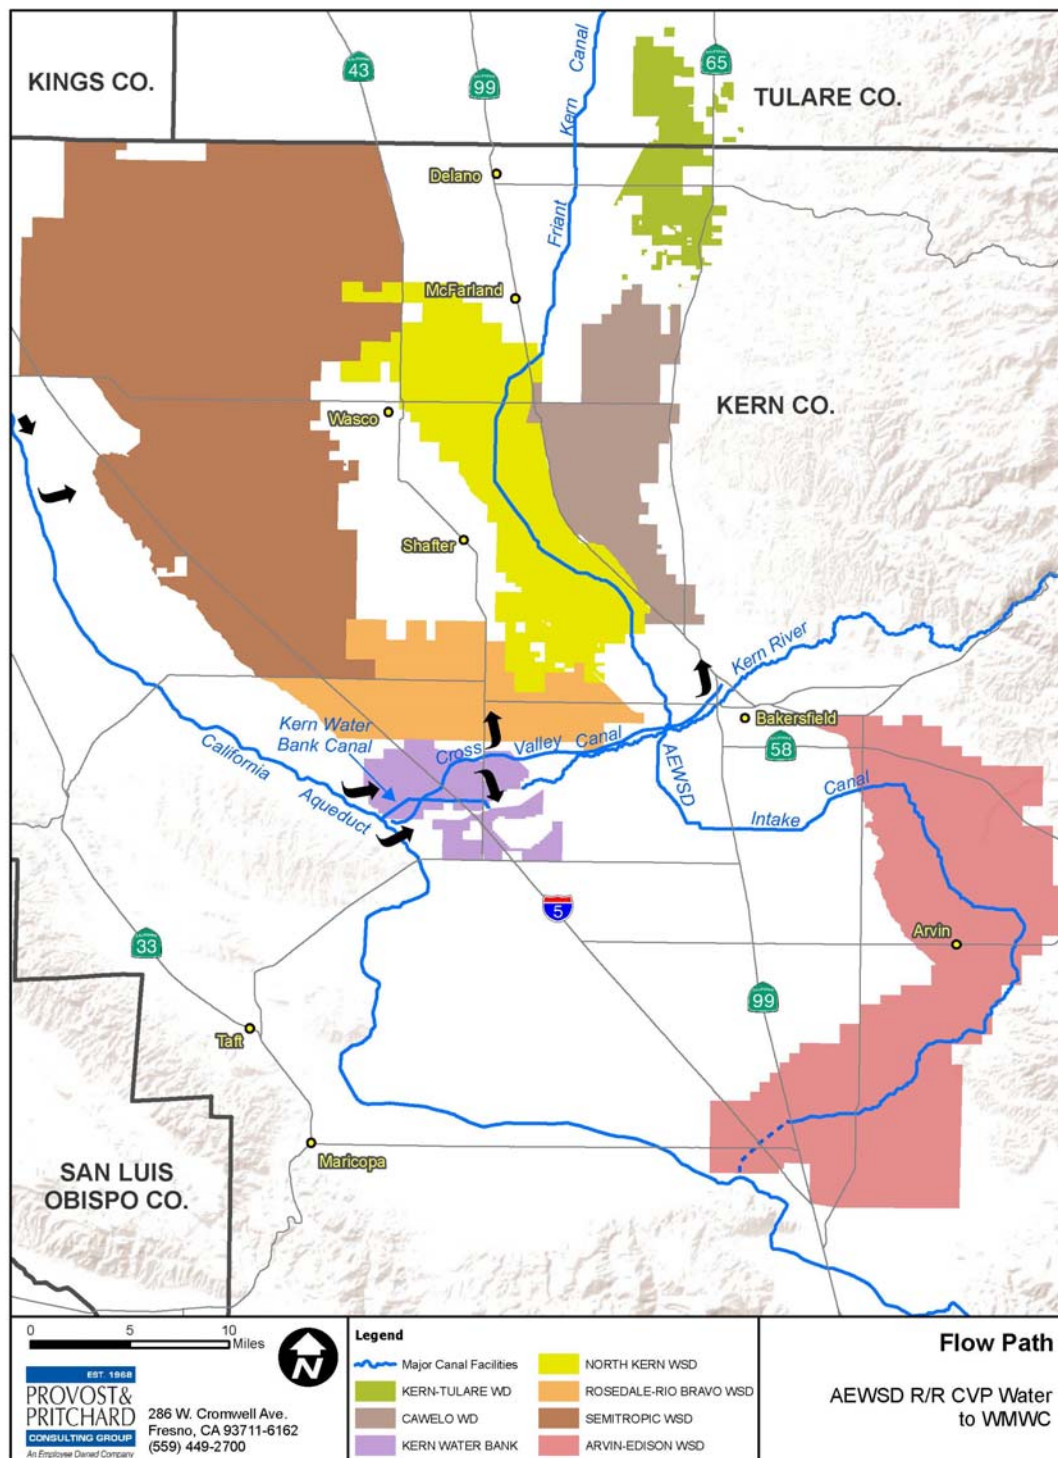 KINGS CO.
43
99
Kern Canal
65
TULARE CO.
Delano
Friant
McFarland
KERN CO.
Wasco
Shafter
Kern River
Kern Water
Bank Canal
Cross Valley Canal
Bakersfield
58
California
Aqueduct
AEWSD
Intake
Canal
5
Arvin
33
99
Taft
Maricopa
SAN LUIS
OBISPO CO.
0 5 10
Miles
N
EST. 1968
PROVOST&
PRITCHARD
CONSULTING GROUP
An Employee Owned Company
286 W. Cromwell Ave.
Fresno, CA 93711-6162
(559) 449-2700
Legend
Major Canal Facilities
KERN-TULARE WD
CAWELO WD
KERN WATER BANK
NORTH KERN WSD
ROSEDALE-RIO BRAVO WSD
SEMITROPIC WSD
ARVIN-EDISON WSD
Flow Path
AEWSD R/R CVP Water
to WMWC